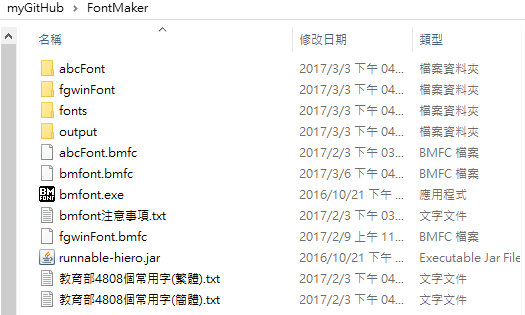 myGitHub > FontMaker
名稱 修改日期 類型
abcFont 2017/3/3 下午 04... 檔案資料夾
fgwinFont 2017/3/3 下午 04... 檔案資料夾
fonts 2017/3/3 下午 04... 檔案資料夾
output 2017/3/3 下午 04... 檔案資料夾
abcFont.bmfc 2017/2/3 下午 03... BMFC 檔案
bmfont.bmfc 2017/3/6 下午 04... BMFC 檔案
BM FONT bmfont.exe 2016/10/21 下午 ... 應用程式
bmfont注意事項.txt 2017/2/3 下午 03... 文字文件
fgwinFont.bmfc 2017/2/9 上午 11... BMFC 檔案
runnable-hiero.jar 2016/10/21 下午 ... Executable Jar File
教育部4808個常用字(繁體).txt 2017/2/3 下午 04... 文字文件
教育部4808個常用字(簡體).txt 2017/2/3 下午 04... 文字文件